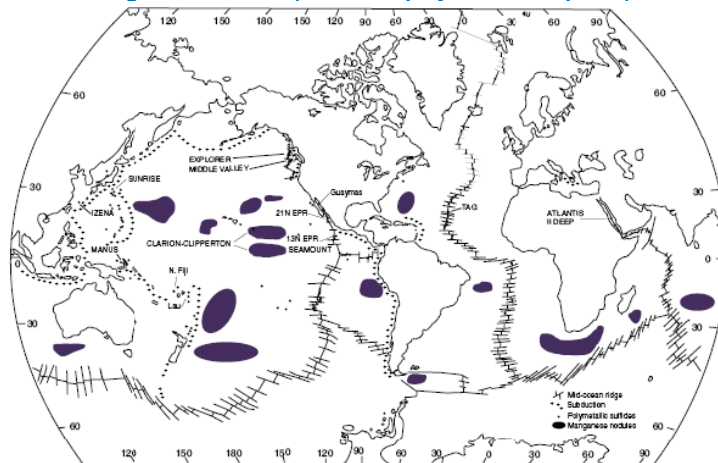 120 150 180 150 120 90 60 30 0 30 60 90
60
60
EXPLORER
MIDDLE VALLEY
SUNRISE
30
30
Guaymas
IZENA
21N EPR
TAG
ATLANTIS
II DEEP
MANUS
CLARION-CLIPPERTON
13N EPR
SEAMOUNT
0
0
N. Fiji
Lau
30
30
Mid-ocean ridge
Subduction
Polymetallic sulfides
Manganese nodules
60
60
120 150 180 150 120 90 60 30 0 30 60 90